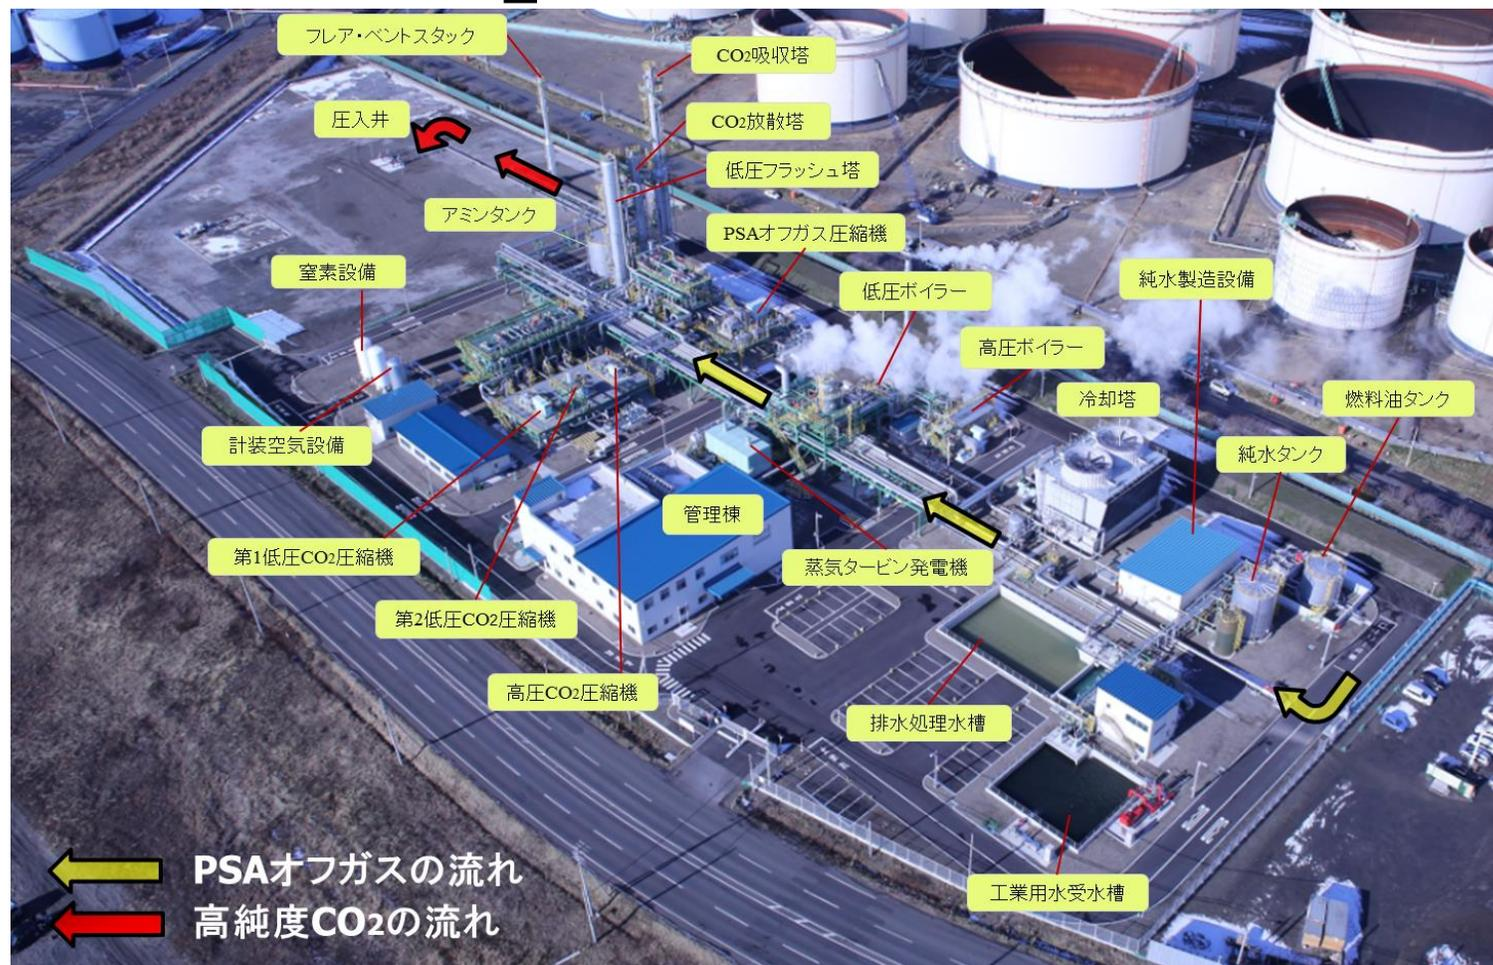 フレア・ベントスタック
CO2吸収塔
圧入井
CO2放散塔
低圧フラッシュ塔
アミンタンク
PSAオフガス圧縮機
窒素設備
低圧ボイラー
純水製造設備
高圧ボイラー
冷却塔
燃料油タンク
計装空気設備
純水タンク
管理棟
第1低圧CO2圧縮機
蒸気タービン発電機
第2低圧CO2圧縮機
高圧CO2圧縮機
排水処理水槽
工業用水受水槽
PSAオフガスの流れ
高純度CO2の流れ